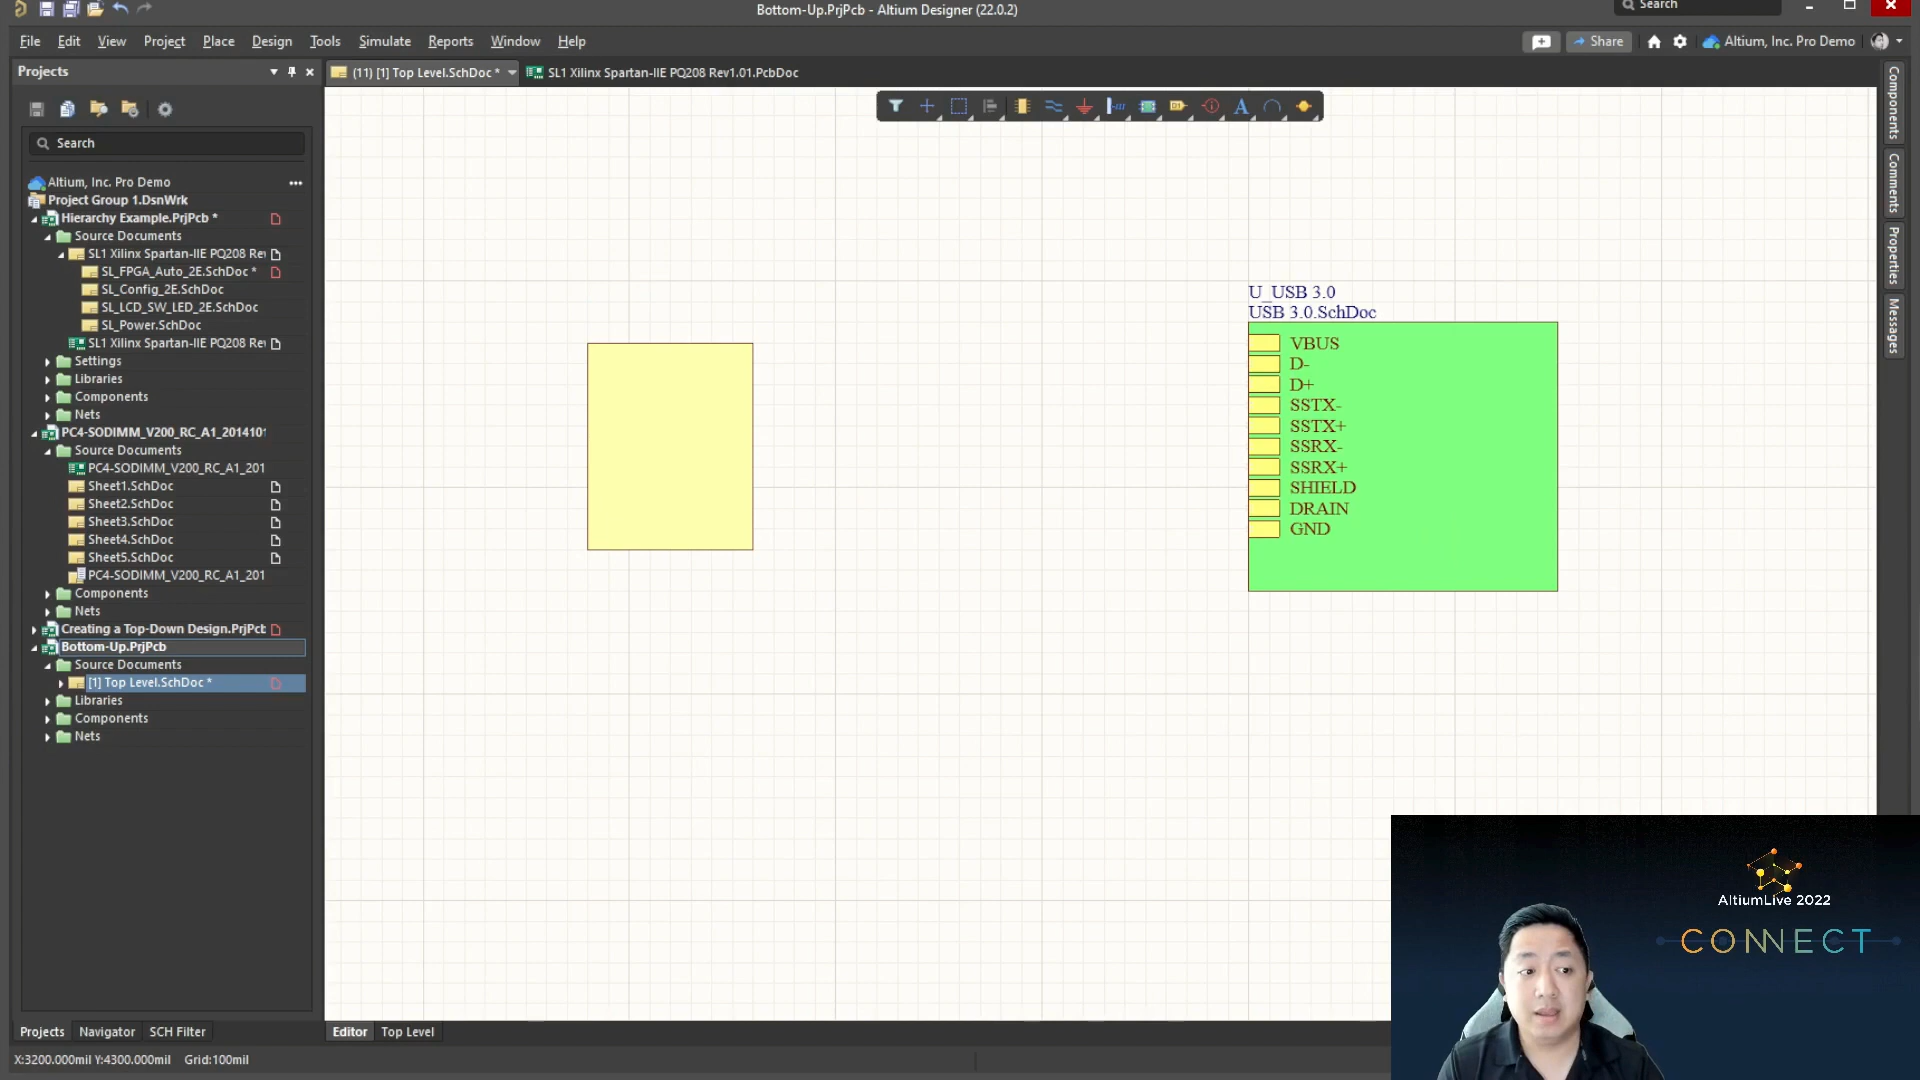 Bottom-Up.PrjPcb - Altium Designer (22.0.2)
Search
File Edit View Project Place Design Tools Simulate Reports Window Help
Share
Altium, Inc. Pro Demo
Projects
(11) [1] Top Level.SchDoc *
SL1 Xilinx Spartan-IIE PQ208 Rev1.01.PcbDoc
Search
Altium, Inc. Pro Demo
Project Group 1.DsnWrk
Hierarchy Example.PrjPcb *
Source Documents
SL1 Xilinx Spartan-IIE PQ208 Rev
SL_FPGA_Auto_2E.SchDoc *
SL_Config_2E.SchDoc
SL_LCD_SW_LED_2E.SchDoc
SL_Power.SchDoc
SL1 Xilinx Spartan-IIE PQ208 Rev
Settings
Libraries
Components
Nets
PC4-SODIMM_V200_RC_A1_201410
Source Documents
PC4-SODIMM_V200_RC_A1_201
Sheet1.SchDoc
Sheet2.SchDoc
Sheet3.SchDoc
Sheet4.SchDoc
Sheet5.SchDoc
PC4-SODIMM_V200_RC_A1_201
Components
Nets
Creating a Top-Down Design.PrjPcb
Bottom-Up.PrjPcb
Source Documents
[1] Top Level.SchDoc *
Libraries
Components
Nets
U_USB 3.0
USB 3.0.SchDoc
VBUS
D-
D+
SSTX-
SSTX+
SSRX-
SSRX+
SHIELD
DRAIN
GND
Components
Comments
Properties
Messages
AltiumLive 2022
CONNECT
Projects Navigator SCH Filter
Editor Top Level
X:3200.000mil Y:4300.000mil Grid:100mil